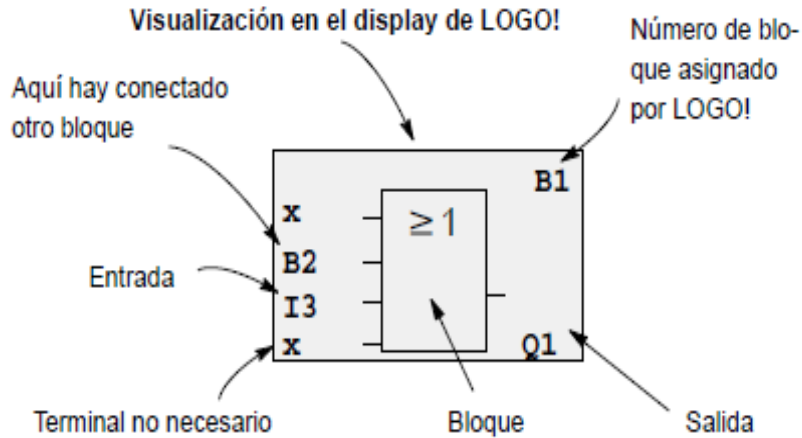 Visualización en el display de LOGO!
Número de blo-
que asignado
por LOGO!
Aquí hay conectado
otro bloque
B1
x
≥1
B2
Entrada
I3
x
Q1
Terminal no necesario
Bloque
Salida